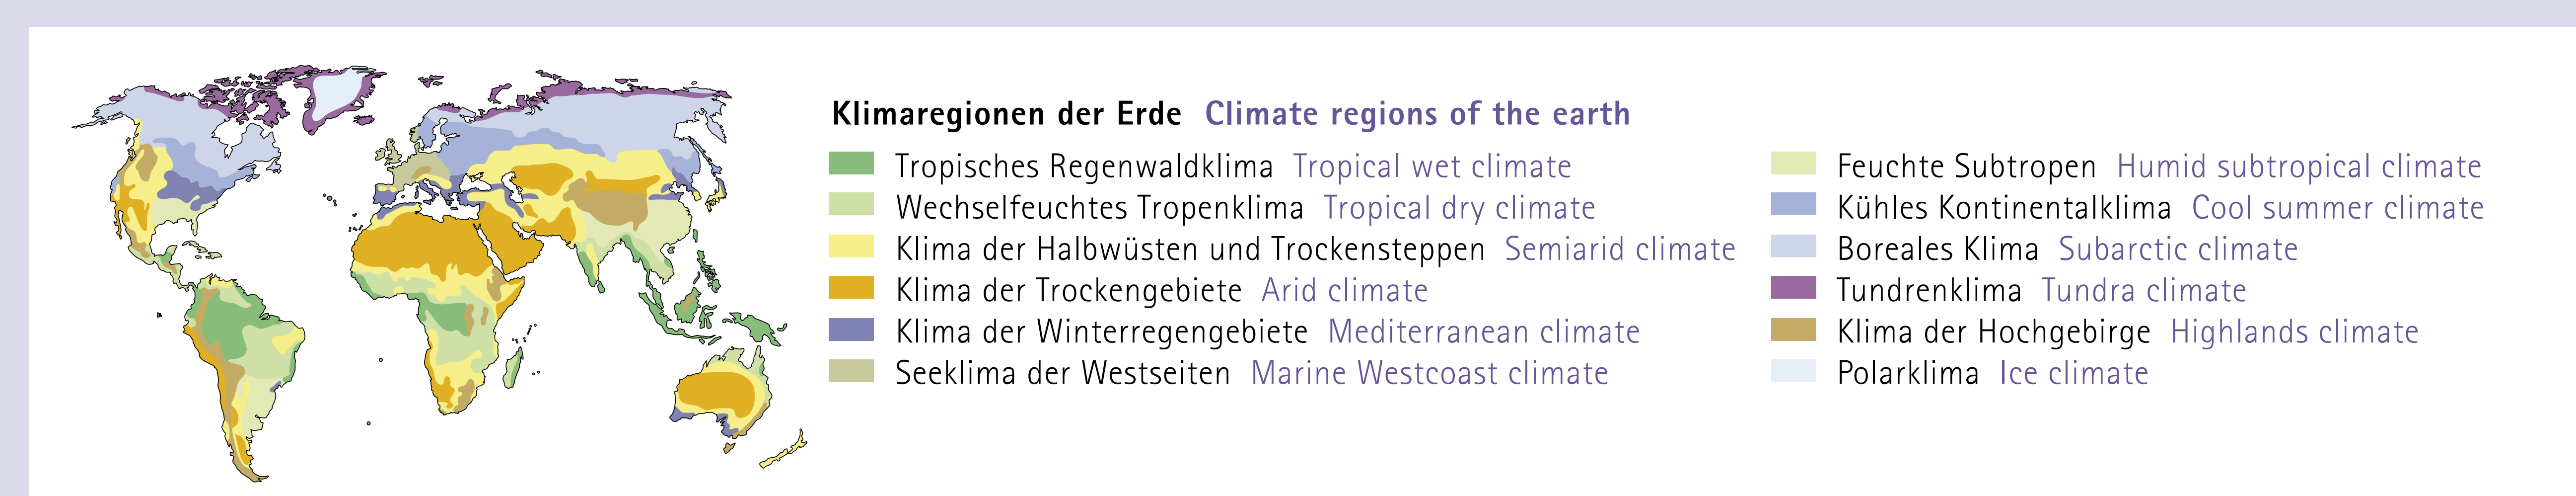 Klimaregionen der Erde Climate regions of the earth
Tropisches Regenwaldklima Tropical wet climate
Wechselfeuchtes Tropenklima Tropical dry climate
Klima der Halbwüsten und Trockensteppen Semiarid climate
Klima der Trockengebiete Arid climate
Klima der Winterregengebiete Mediterranean climate
Seeklima der Westseiten Marine Westcoast climate
Feuchte Subtropen Humid subtropical climate
Kühles Kontinentalklima Cool summer climate
Boreales Klima Subarctic climate
Tundrenklima Tundra climate
Klima der Hochgebirge Highlands climate
Polarklima Ice climate